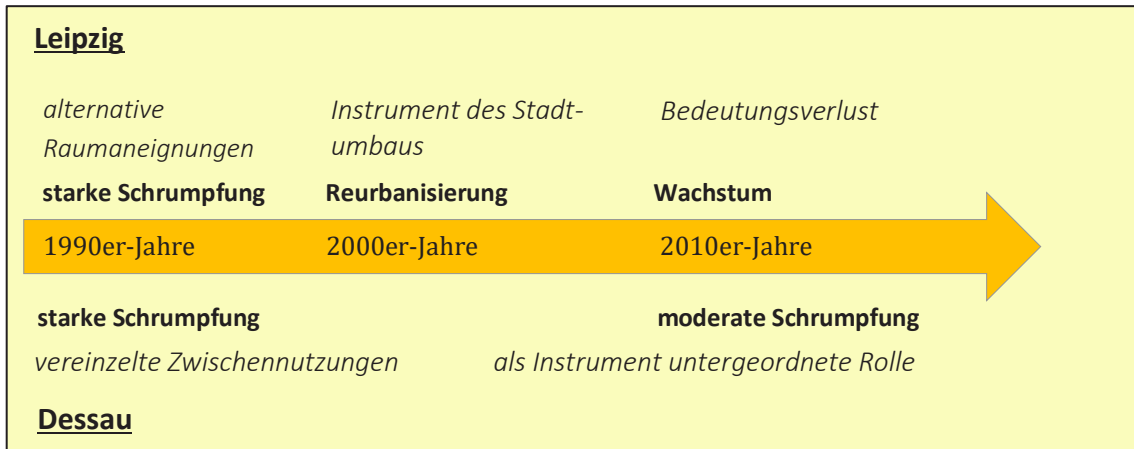 Leipzig
alternative Instrument des Stadt- Bedeutungsverlust
Raumaneignungen umbaus
starke Schrumpfung Reurbanisierung Wachstum
1990er-Jahre 2000er-Jahre 2010er-Jahre
starke Schrumpfung moderate Schrumpfung
vereinzelte Zwischennutzungen als Instrument untergeordnete Rolle
Dessau